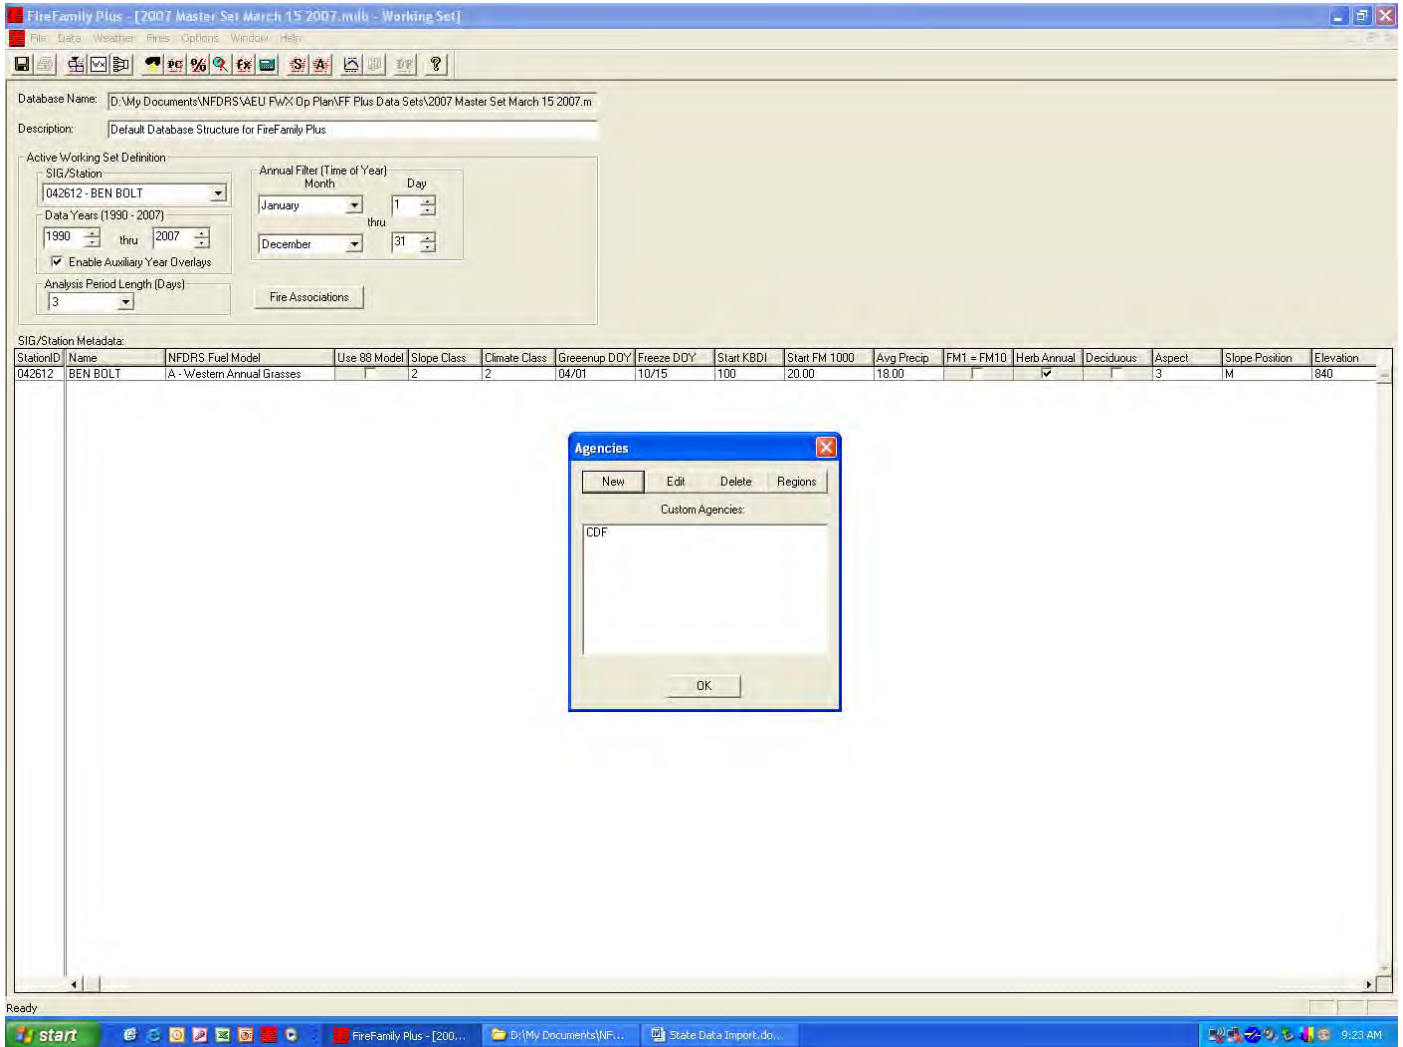 FireFamily Plus - [2007 Master Set March 15 2007.mdb - Working Set]
File Data Weather Fires Options Window Help
Database Name: D:\My Documents\NFDRS\AEU FWX Op Plan\FF Plus Data Sets\2007 Master Set March 15 2007.m
Description: Default Database Structure for FireFamily Plus
Active Working Set Definition
SIG/Station
042612 - BEN BOLT
Annual Filter (Time of Year)
Month Day
January 1
thru
December 31
Data Years (1990 - 2007)
1990 thru 2007
Enable Auxiliary Year Overlays
Analysis Period Length (Days)
3
Fire Associations
SIG/Station Metadata:
StationID Name NFDRS Fuel Model Use 88 Model Slope Class Climate Class Greeenup DOY Freeze DOY Start KBDI Start FM 1000 Avg Precip FM1 = FM10 Herb Annual Deciduous Aspect Slope Position Elevation
042612 BEN BOLT A - Western Annual Grasses 2 2 04/01 10/15 100 20.00 18.00 3 M 840
Agencies
New Edit Delete Regions
Custom Agencies:
CDF
OK
Ready
start FireFamily Plus - [200... D:\My Documents\NF... State Data Import.do... 9:23 AM